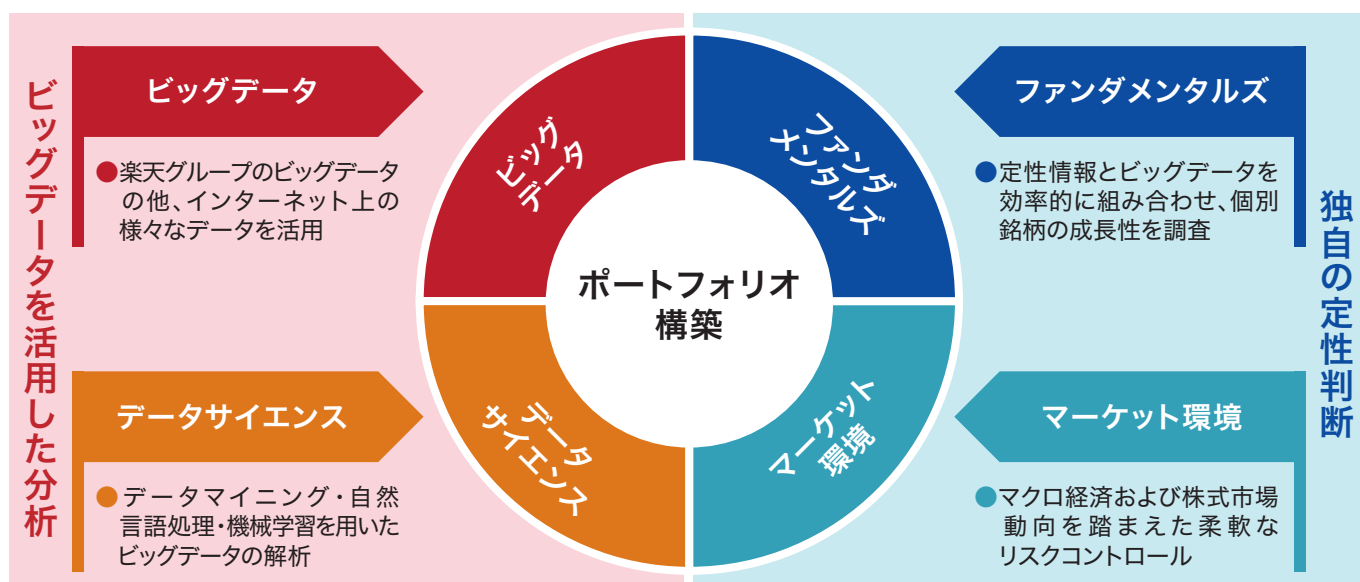 ビッグデータを活用した分析
ビッグデータ
●楽天グループのビッグデータ
の他、インターネット上の
様々なデータを活用
データサイエンス
●データマイニング・自然
言語処理・機械学習を用いた
ビッグデータの解析
ビッグ
データ
ファンダ
メンタルズ
ポートフォリオ
構築
データ
サイエンス
マーケット
環境
ファンダメンタルズ
●定性情報とビッグデータを
効率的に組み合わせ、個別
銘柄の成長性を調査
マーケット環境
●マクロ経済および株式市場
動向を踏まえた柔軟な
リスクコントロール
独自の定性判断